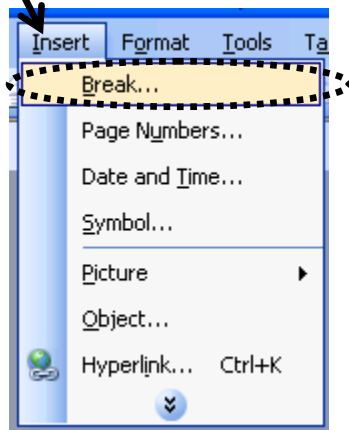 Insert Format Tools Ta
Break...
Page Numbers...
Date and Time...
Symbol...
Picture
Object...
Hyperlink... Ctrl+K